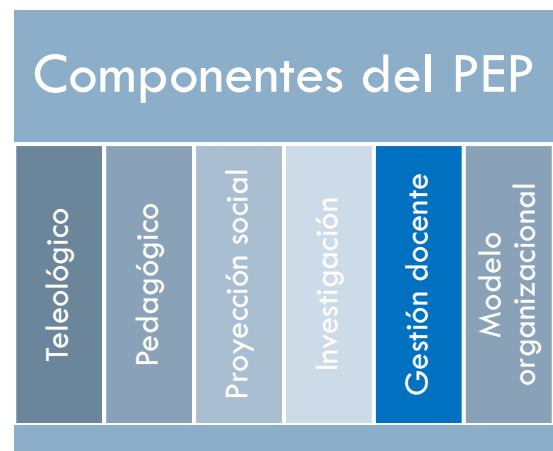 Componentes del PEP
Teleológico
Pedagógico
Proyección social
Investigación
Gestión docente
Modelo
organizacional